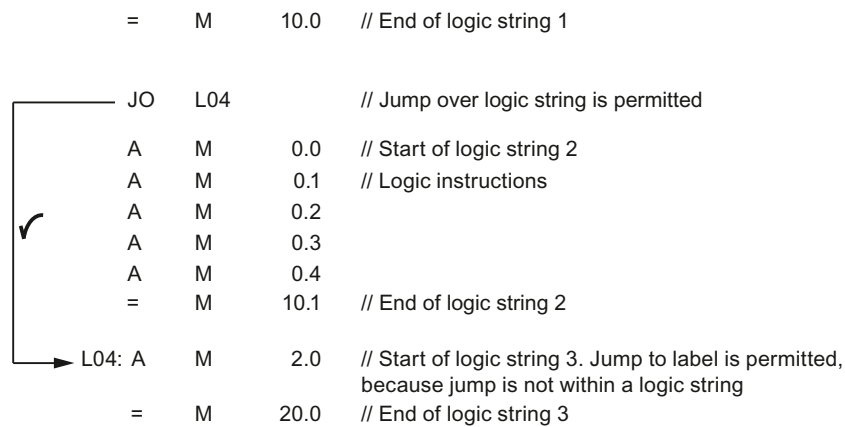 = M 10.0 // End of logic string 1
JO L04 // Jump over logic string is permitted
A M 0.0 // Start of logic string 2
A M 0.1 // Logic instructions
A M 0.2
A M 0.3
A M 0.4
= M 10.1 // End of logic string 2
L04: A M 2.0 // Start of logic string 3. Jump to label is permitted,
because jump is not within a logic string
= M 20.0 // End of logic string 3